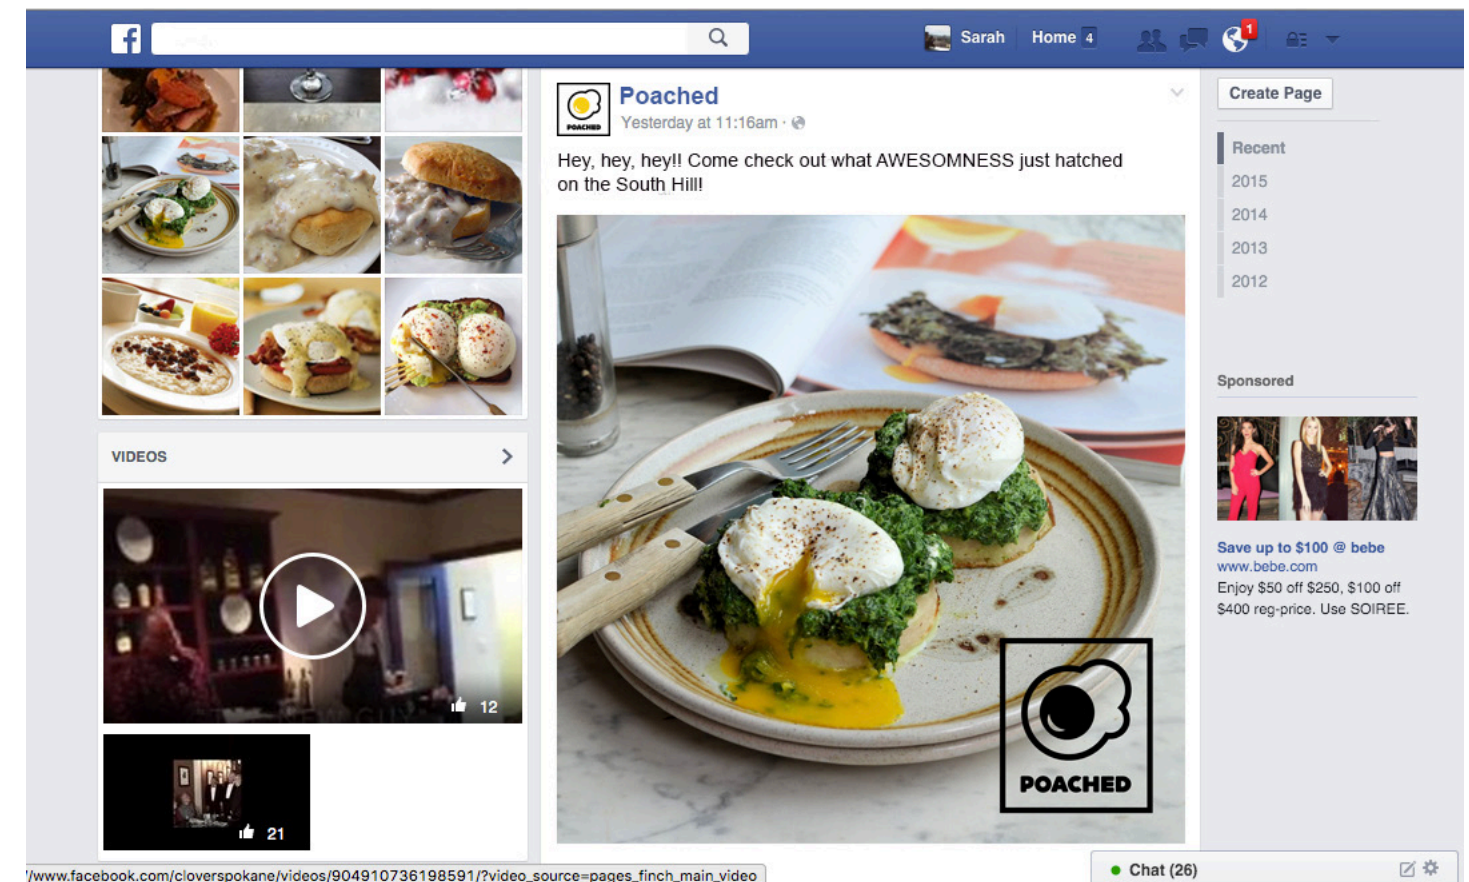 Sarah
Home 4
1
Poached
Yesterday at 11:16am
POACHED
Hey, hey, hey!! Come check out what AWESOMNESS just hatched
on the South Hill!
POACHED
VIDEOS
12
21
Create Page
Recent
2015
2014
2013
2012
Sponsored
Save up to $100 @ bebe
www.bebe.com
Enjoy $50 off $250, $100 off
$400 reg-price. Use SOIREE.
Chat (26)
/www.facebook.com/cloverspokane/videos/904910736198591/?video_source=pages_finch_main_video